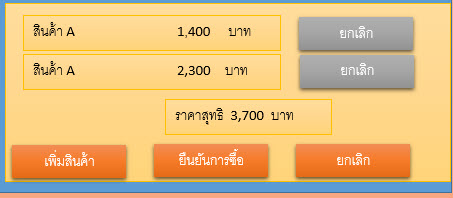 สินค้า A 1,400 บาท ยกเลิก
สินค้า A 2,300 บาท ยกเลิก
ราคาสุทธิ 3,700 บาท
เพิ่มสินค้า ยืนยันการซื้อ ยกเลิก